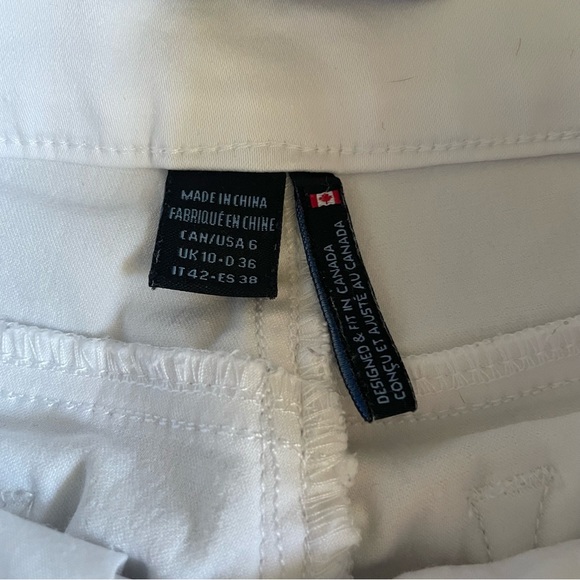 MADE IN CHINA
FABRIQUÉ EN CHINE
CAN/USA 6
UK 10 - D 36
IT 42 - ES 38
DESIGNED & FIT IN CANADA
CONÇU ET AJUSTÉ AU CANADA